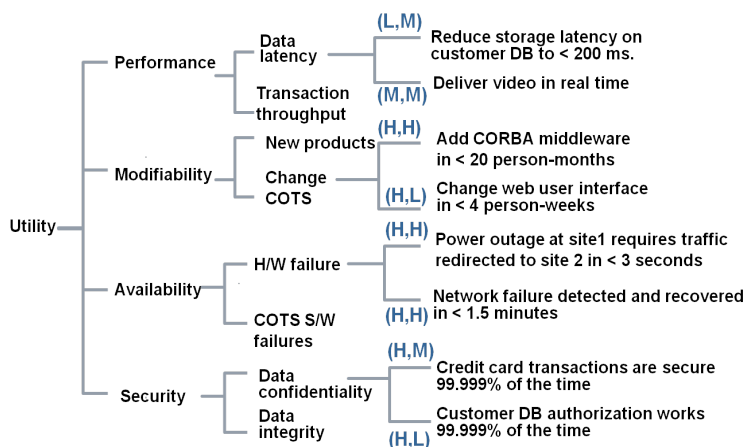 Utility
Performance
Data
latency
(L,M)
Reduce storage latency on
customer DB to < 200 ms.
(M,M)
Deliver video in real time
Transaction
throughput
Modifiability
New products
Change
COTS
(H,H)
Add CORBA middleware
in < 20 person-months
(H,L)
Change web user interface
in < 4 person-weeks
Availability
H/W failure
(H,H)
Power outage at site1 requires traffic
redirected to site 2 in < 3 seconds
(H,H)
Network failure detected and recovered
in < 1.5 minutes
COTS S/W
failures
Security
Data
confidentiality
(H,M)
Credit card transactions are secure
99.999% of the time
(H,L)
Customer DB authorization works
99.999% of the time
Data
integrity